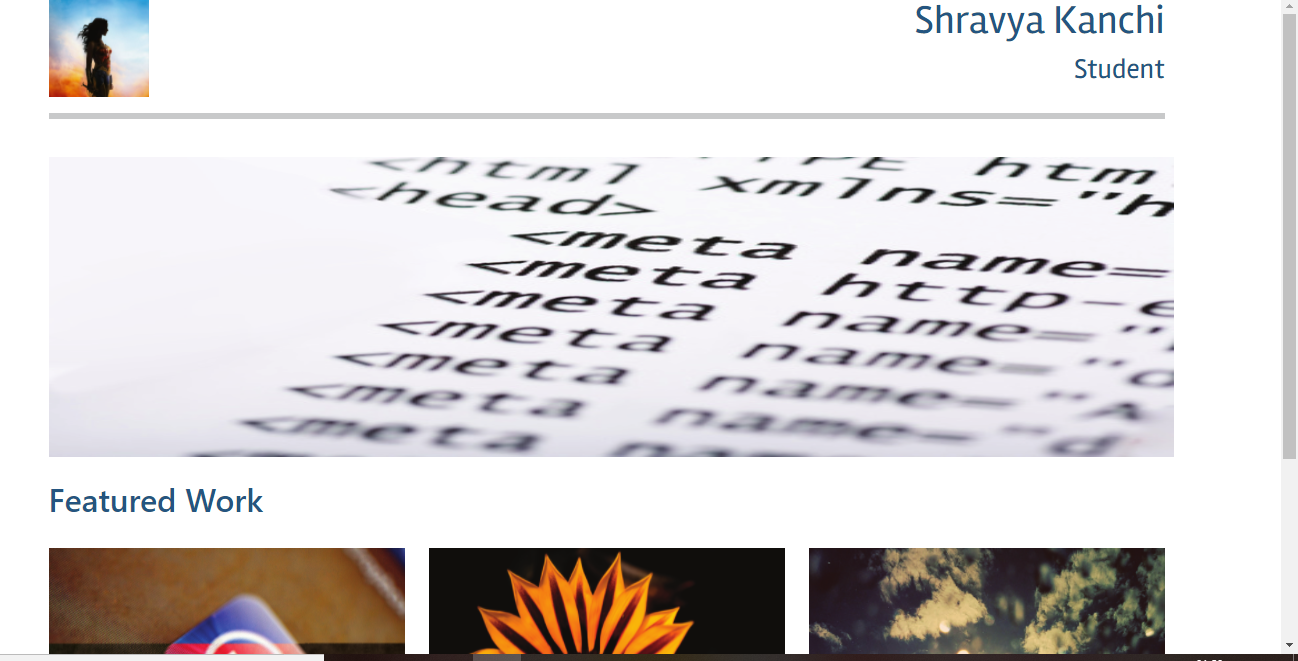 Shravya Kanchi
Student
<html
<head>
xmlns="h
<meta name=
<meta http-e
<meta name="
<meta name="d
<meta name="A
<meta name="d
<meta
Featured Work